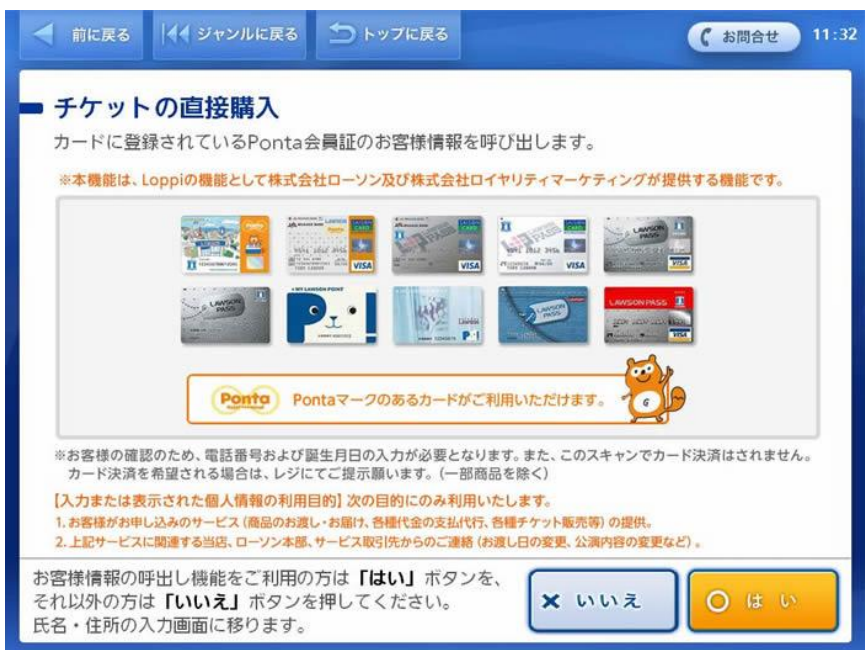 前に戻る
ジャンルに戻る
トップに戻る
お問合せ
11:32
チケットの直接購入
カードに登録されているPonta会員証のお客様情報を呼び出します。
※本機能は、Loppiの機能として株式会社ローソン及び株式会社ロイヤリティマーケティングが提供する機能です。
LAWSON PASS
VISA
MY LAWSON POINT
LAWSON PASS
LAWSON PASS
Ponta
Pontaマークのあるカードがご利用いただけます。
G
※お客様の確認のため、電話番号および誕生月日の入力が必要となります。また、このスキャンでカード決済はされません。
カード決済を希望される場合は、レジにてご提示願います。(一部商品を除く)
【入力または表示された個人情報の利用目的】次の目的にのみ利用いたします。
1. お客様がお申し込みのサービス(商品のお渡し・お届け、各種代金の支払代行、各種チケット販売等)の提供。
2. 上記サービスに関連する当店、ローソン本部、サービス取引先からのご連絡(お渡し日の変更、公演内容の変更など)。
お客様情報の呼出し機能をご利用の方は「はい」ボタンを、
それ以外の方は「いいえ」ボタンを押してください。
氏名・住所の入力画面に移ります。
× いいえ
○ はい